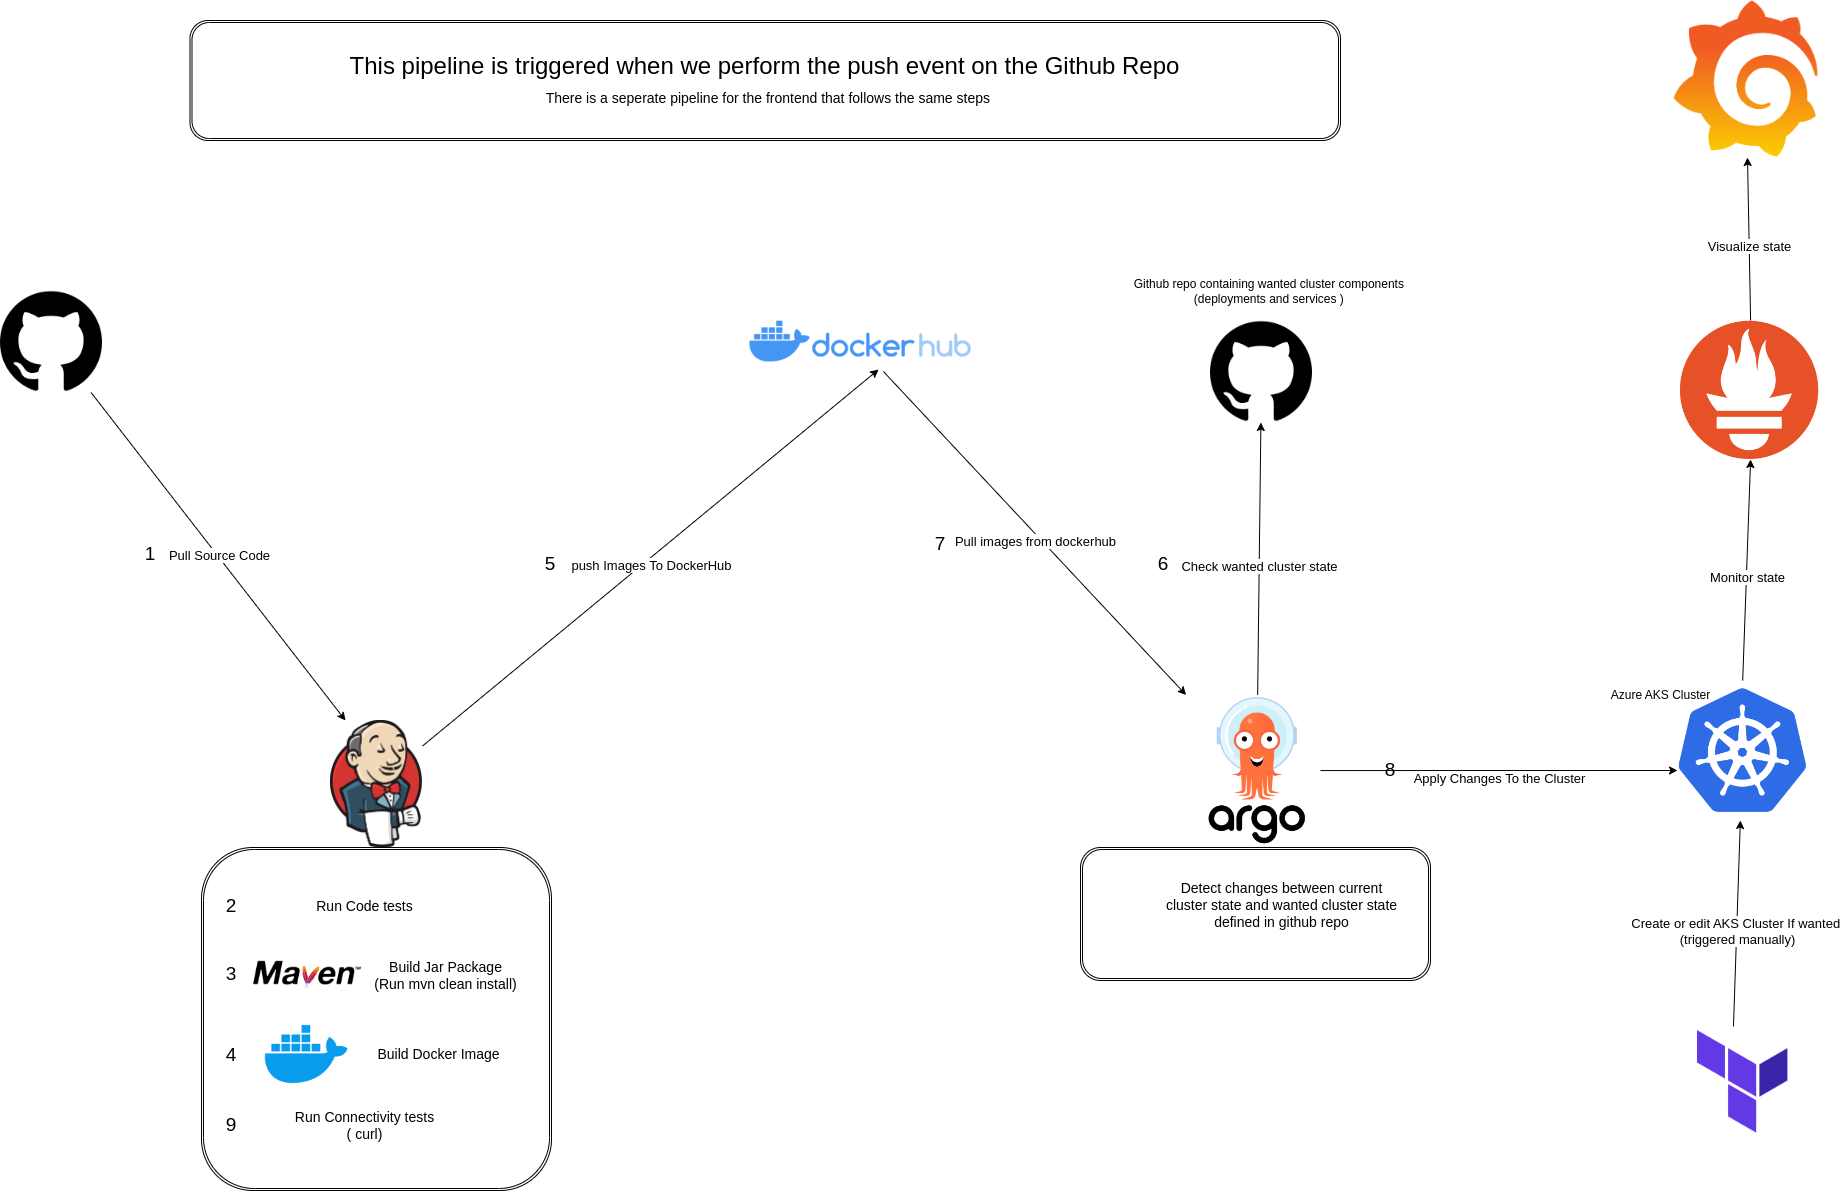 This pipeline is triggered when we perform the push event on the Github Repo
There is a seperate pipeline for the frontend that follows the same steps
Visualize state
Github repo containing wanted cluster components
(deployments and services )
docker hub
1 Pull Source Code
5 push Images To DockerHub
7 Pull images from dockerhub
6 Check wanted cluster state
Monitor state
Azure AKS Cluster
argo
8 Apply Changes To the Cluster
Detect changes between current
cluster state and wanted cluster state
defined in github repo
Create or edit AKS Cluster If wanted
(triggered manually)
2 Run Code tests
3 Maven™ Build Jar Package
(Run mvn clean install)
4 Build Docker Image
9 Run Connectivity tests
( curl)